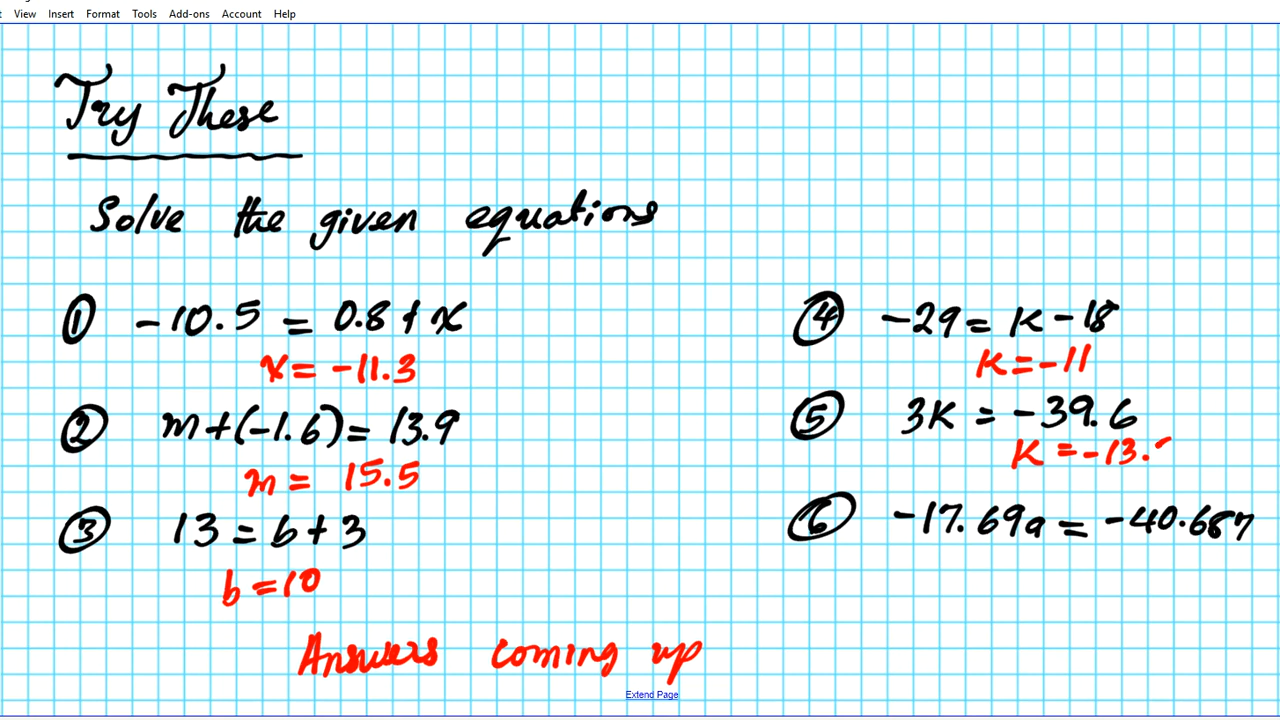 View Insert Format Tools Add-ons Account Help
Try These
Solve the given equations
① -10.5 = 0.8 + x
x = -11.3
② m + (-1.6) = 13.9
m = 15.5
③ 13 = b + 3
b = 10
④ -29 = K - 18
K = -11
⑤ 3K = -39.6
K = -13.
⑥ -17.69a = -40.687
Answers coming up
Extend Page